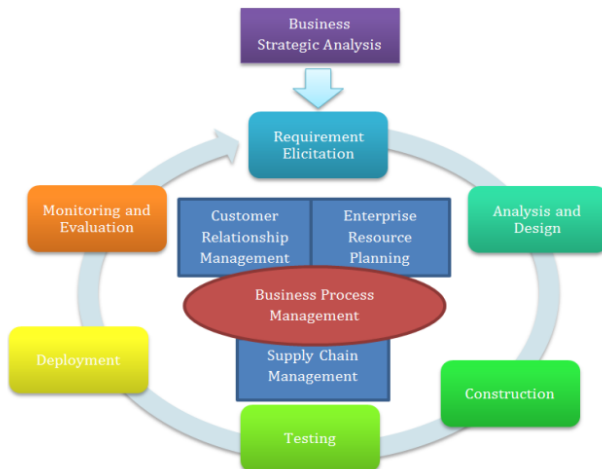 Business
Strategic Analysis
Requirement
Elicitation
Monitoring and
Evaluation
Customer
Relationship
Management
Enterprise
Resource
Planning
Analysis and
Design
Business Process
Management
Deployment
Supply Chain
Management
Construction
Testing